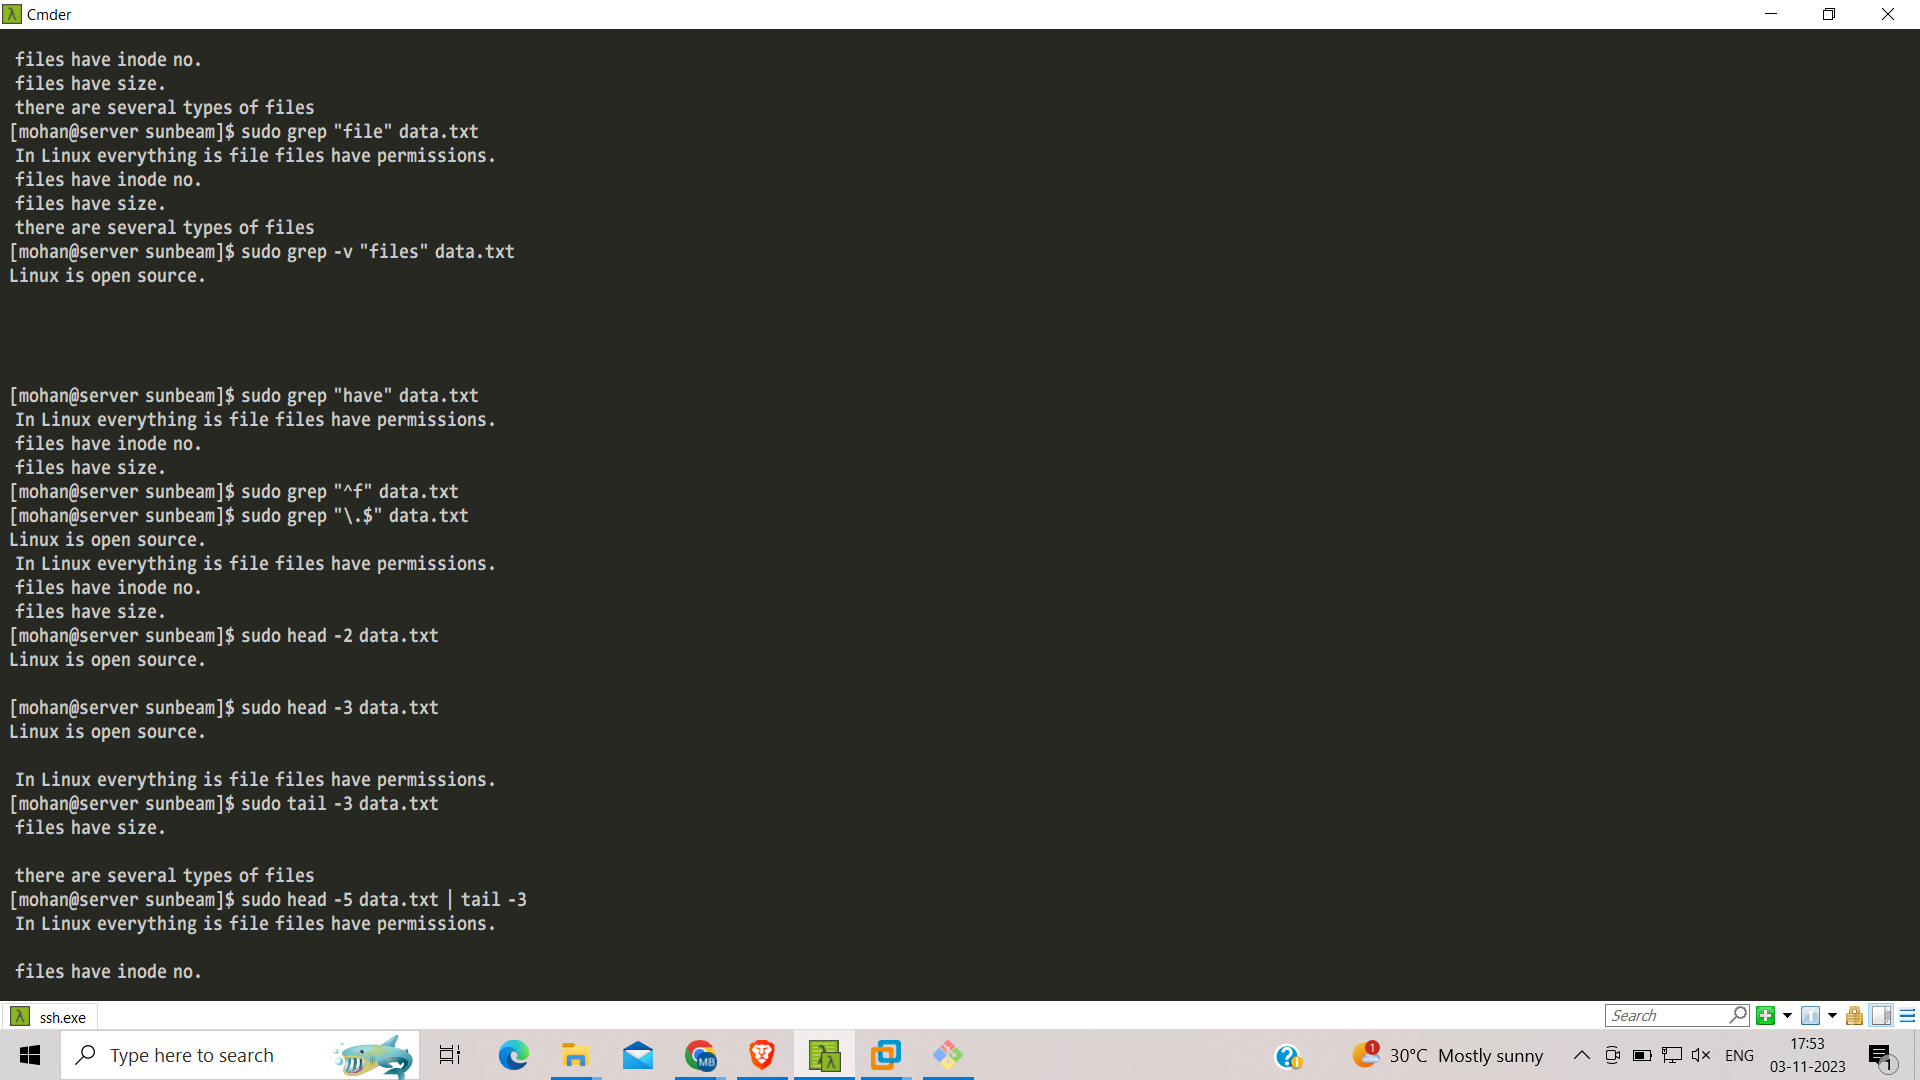 Cmder
files have inode no.
files have size.
there are several types of files
[mohan@server sunbeam]$ sudo grep "file" data.txt
In Linux everything is file files have permissions.
files have inode no.
files have size.
there are several types of files
[mohan@server sunbeam]$ sudo grep -v "files" data.txt
Linux is open source.
[mohan@server sunbeam]$ sudo grep "have" data.txt
In Linux everything is file files have permissions.
files have inode no.
files have size.
[mohan@server sunbeam]$ sudo grep "^f" data.txt
[mohan@server sunbeam]$ sudo grep "\.$" data.txt
Linux is open source.
In Linux everything is file files have permissions.
files have inode no.
files have size.
[mohan@server sunbeam]$ sudo head -2 data.txt
Linux is open source.
[mohan@server sunbeam]$ sudo head -3 data.txt
Linux is open source.
In Linux everything is file files have permissions.
[mohan@server sunbeam]$ sudo tail -3 data.txt
files have size.
there are several types of files
[mohan@server sunbeam]$ sudo head -5 data.txt | tail -3
In Linux everything is file files have permissions.
files have inode no.
ssh.exe
Search
Type here to search
MB
1
30°C Mostly sunny
ENG
17:53
03-11-2023
1